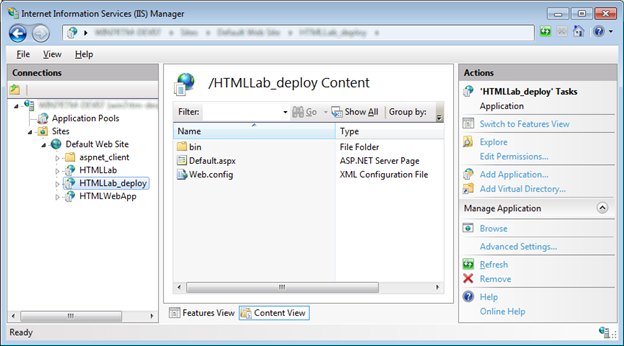 Internet Information Services (IIS) Manager
Sites Default Web Site HTMLLab_deploy
File View Help
Connections
Application Pools
Sites
Default Web Site
aspnet_client
HTMLLab
HTMLLab_deploy
HTMLWebApp
/HTMLLab_deploy Content
Filter: Go Show All Group by:
Name Type
bin File Folder
Default.aspx ASP.NET Server Page
Web.config XML Configuration File
Features View Content View
Actions
'HTMLLab_deploy' Tasks
Application
Switch to Features View
Explore
Edit Permissions...
Add Application...
Add Virtual Directory...
Manage Application
Browse
Advanced Settings...
Refresh
Remove
Help
Online Help
Ready